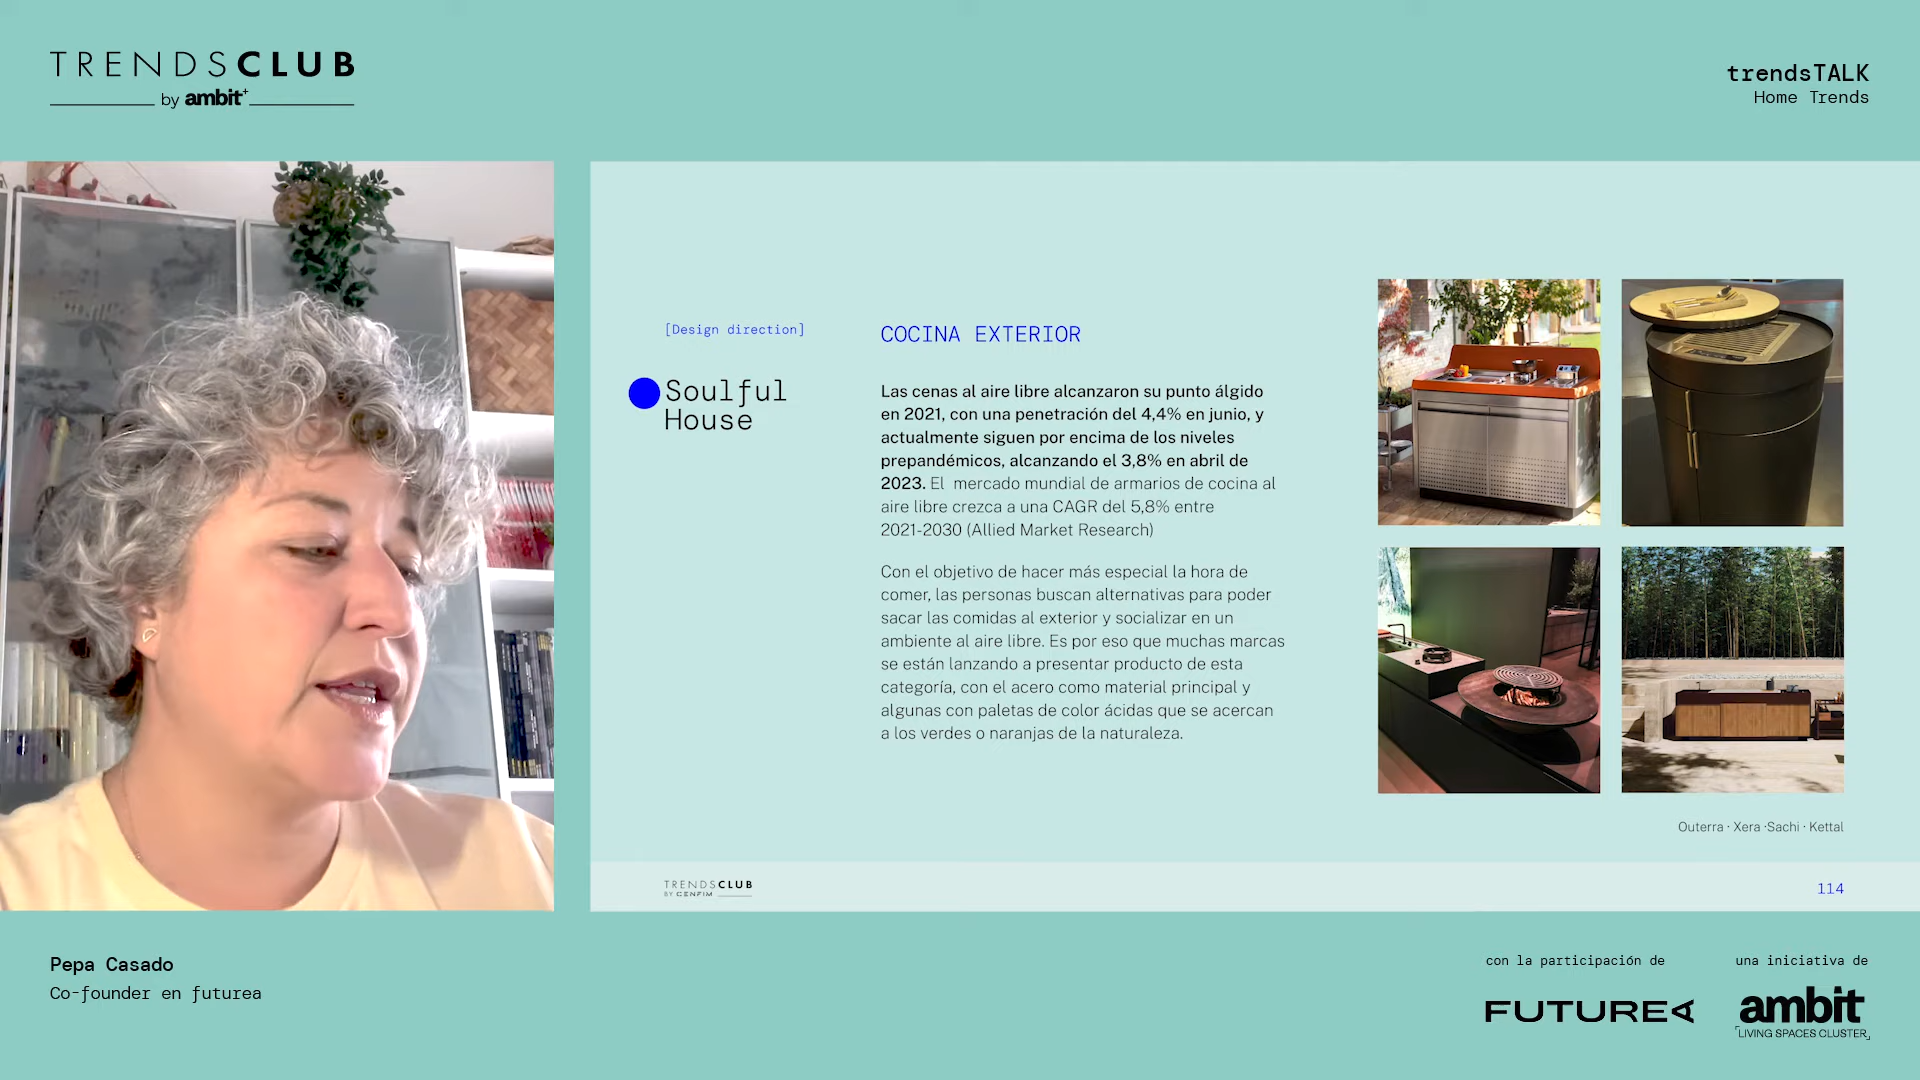 TRENDSCLUB
by ambit+
trendsTALK
Home Trends
[Design direction]
Soulful
House
COCINA EXTERIOR
Las cenas al aire libre alcanzaron su punto álgido
en 2021, con una penetración del 4,4% en junio, y
actualmente siguen por encima de los niveles
prepandémicos, alcanzando el 3,8% en abril de
2023. El  mercado mundial de armarios de cocina al
aire libre crezca a una CAGR del 5,8% entre
2021-2030 (Allied Market Research)
Con el objetivo de hacer más especial la hora de
comer, las personas buscan alternativas para poder
sacar las comidas al exterior y socializar en un
ambiente al aire libre. Es por eso que muchas marcas
se están lanzando a presentar producto de esta
categoría, con el acero como material principal y
algunas con paletas de color ácidas que se acercan
a los verdes o naranjas de la naturaleza.
Outerra · Xera ·Sachi · Kettal
TRENDSCLUB
BY CENFIM
114
Pepa Casado
Co-founder en futurea
con la participación de
FUTUREA
una iniciativa de
ambit
LIVING SPACES CLUSTER